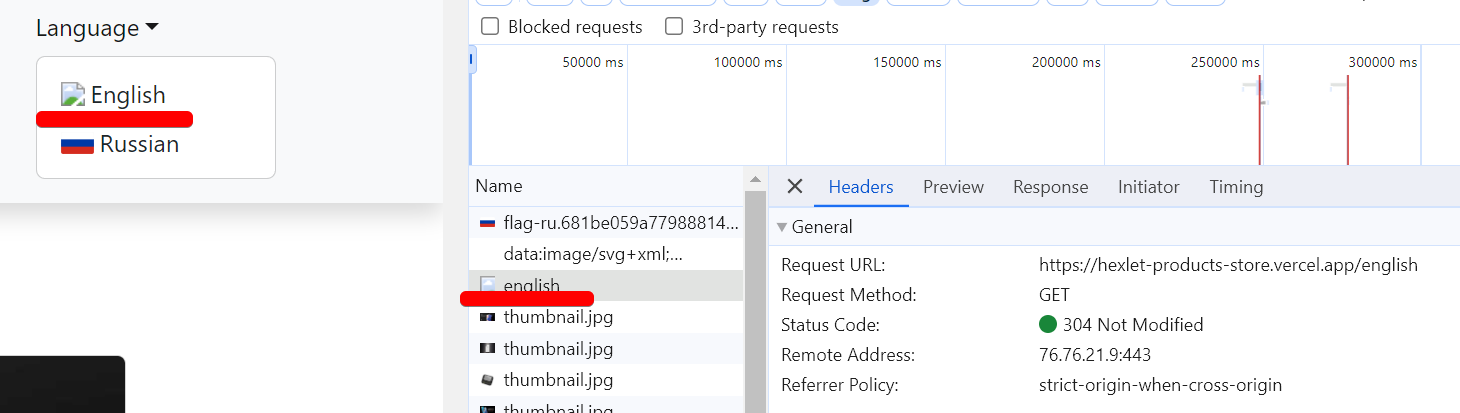 Language
English
Russian
Blocked requests
3rd-party requests
50000 ms
100000 ms
150000 ms
200000 ms
250000 ms
300000 ms
Name
flag-ru.681be059a77988814...
data:image/svg+xml;...
english
thumbnail.jpg
thumbnail.jpg
thumbnail.jpg
thumbnail.jpg
Headers
Preview
Response
Initiator
Timing
General
Request URL: https://hexlet-products-store.vercel.app/english
Request Method: GET
Status Code: 304 Not Modified
Remote Address: 76.76.21.9:443
Referrer Policy: strict-origin-when-cross-origin